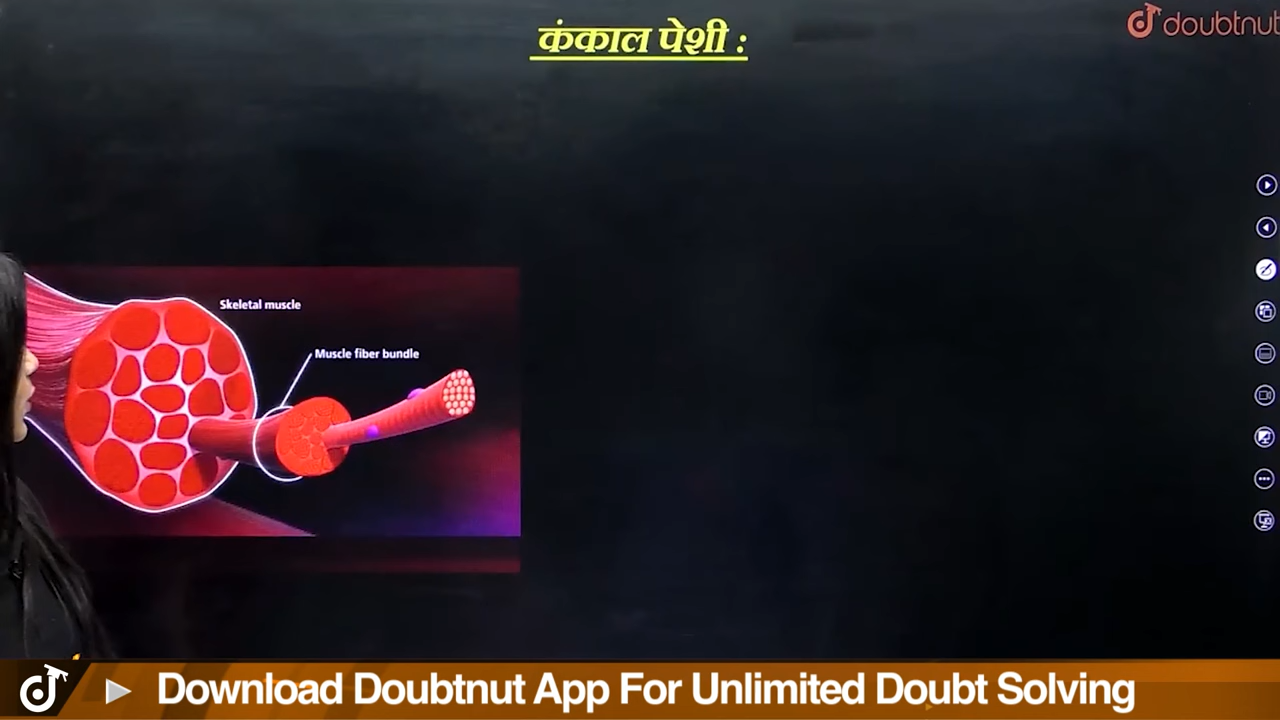 कंकाल पेशी :
doubtnut
Skeletal muscle
Muscle fiber bundle
Download Doubtnut App For Unlimited Doubt Solving